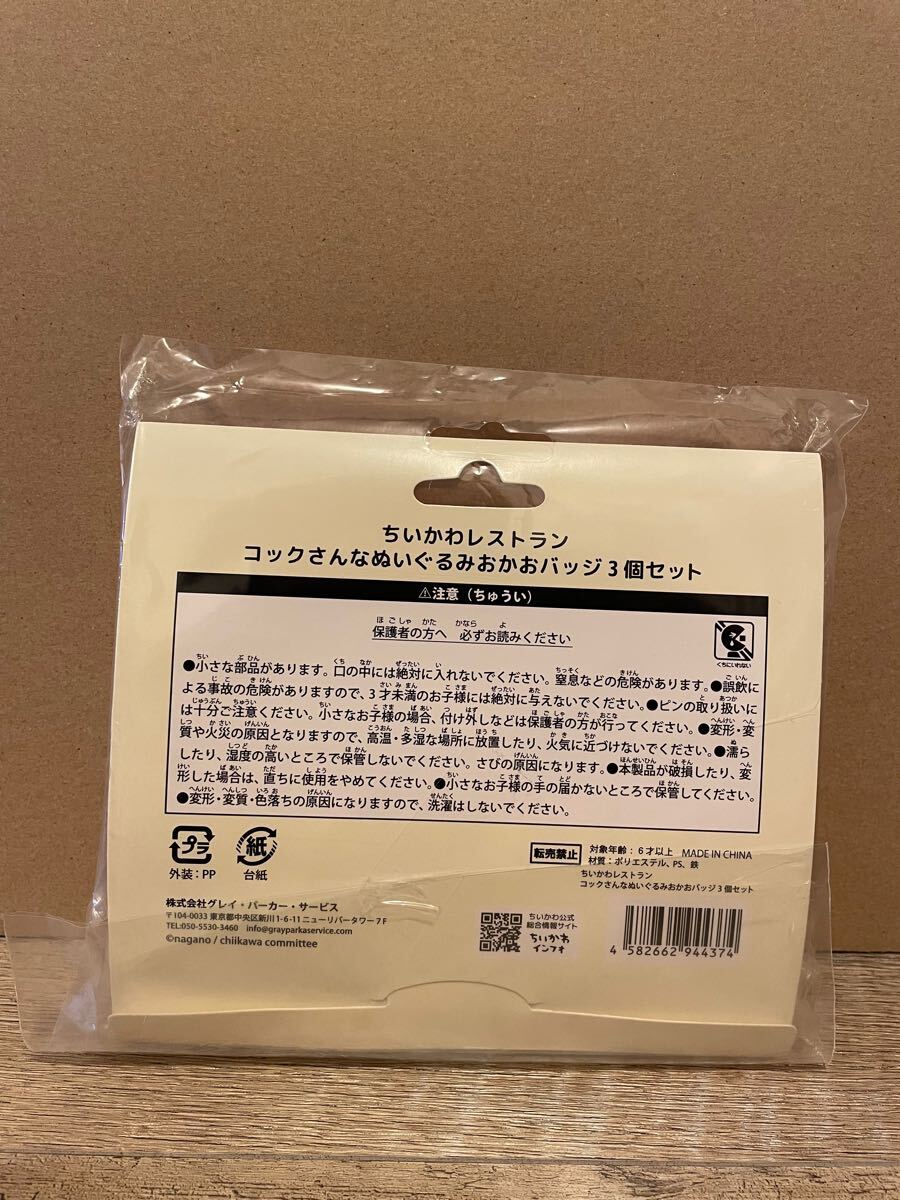 ちいかわレストラン
コックさんなぬいぐるみおかおバッジ3個セット
⚠注意（ちゅうい）
保護者の方へ 必ずお読みください
くちにいれない
●小さな部品があります。口の中には絶対に入れないでください。窒息などの危険があります。●誤飲に
よる事故の危険がありますので、3才未満のお子様には絶対に与えないでください。●ピンの取り扱いに
は十分ご注意ください。小さなお子様の場合、付け外しなどは保護者の方が行ってください。●変形・変
質や火災の原因となりますので、高温・多湿な場所に放置したり、火気に近づけないでください。●濡ら
したり、湿度の高いところで保管しないでください。さびの原因になります。●本製品が破損したり、変
形した場合は、直ちに使用をやめてください。●小さなお子様の手の届かないところで保管してください。
●変形・変質・色落ちの原因になりますので、洗濯はしないでください。
プラ
外装：PP
紙
台紙
転売禁止
対象年齢：6才以上 MADE IN CHINA
材質：ポリエステル、PS、鉄
ちいかわレストラン
コックさんなぬいぐるみおかおバッジ3個セット
株式会社グレイ・パーカー・サービス
〒104-0033 東京都中央区新川1-6-11 ニューリバータワー7F
TEL:050-5530-3460 info@grayparkaservice.com
©nagano / chiikawa committee
ちいかわ公式
総合情報サイト
ちいかわ
インフォ
4 582662 944374